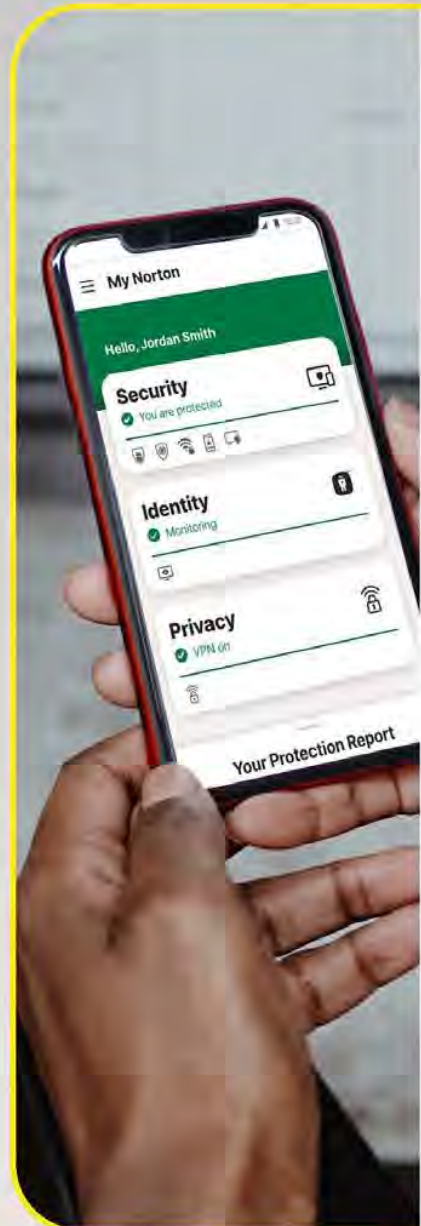 My Norton
Hello, Jordan Smith
Security
You are protected
Identity
Monitoring
Privacy
VPN on
Your Protection Report